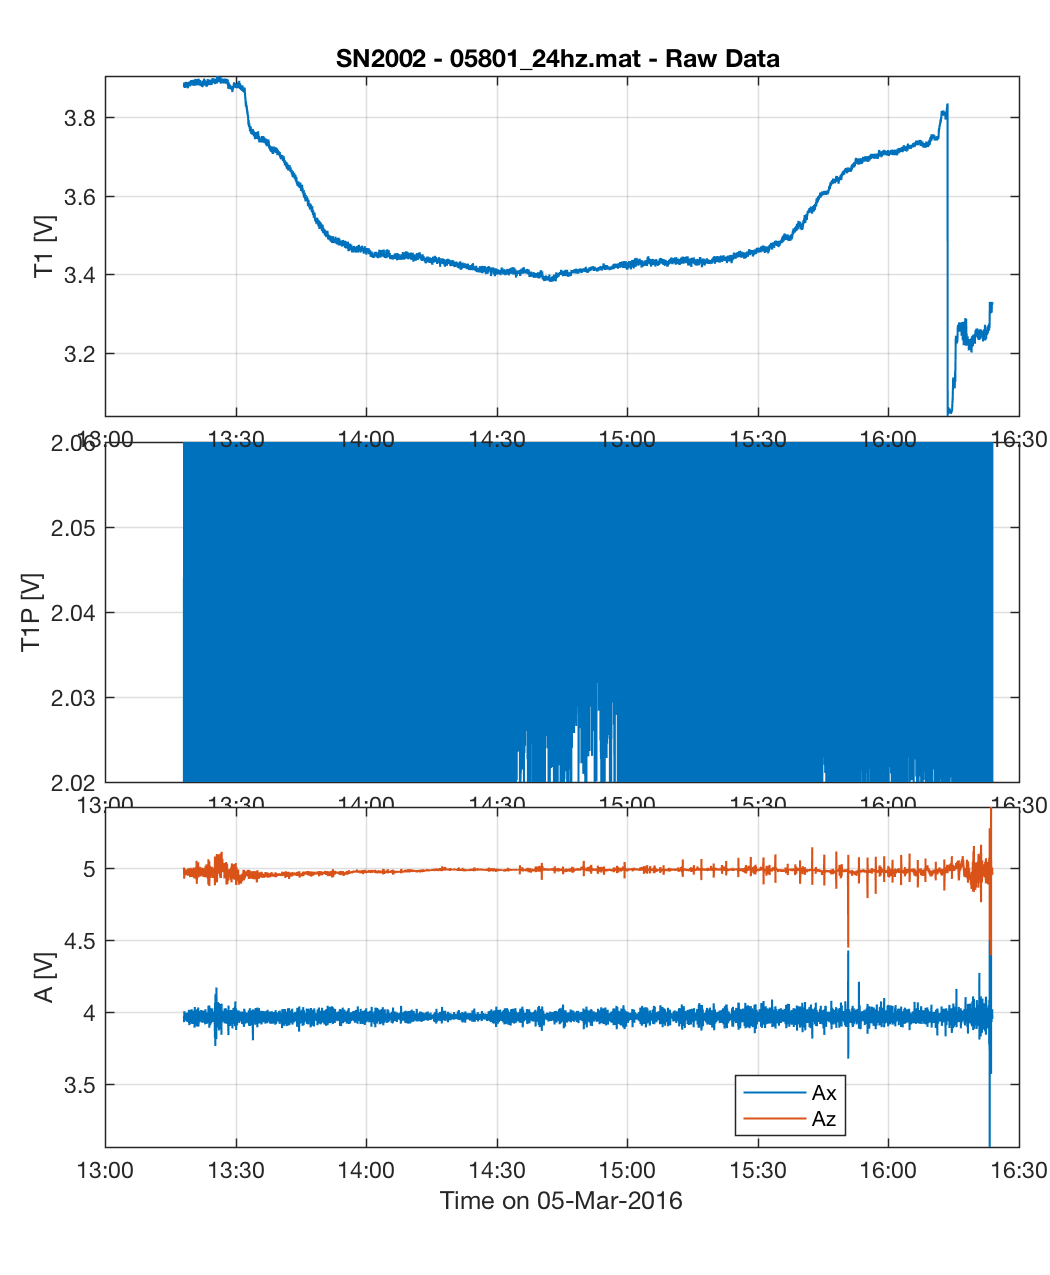 SN2002 - 05801_24hz.mat - Raw Data
T1 [V]
3.8
3.6
3.4
3.2
13:00 13:30 14:00 14:30 15:00 15:30 16:00 16:30
T1P [V]
2.06
2.05
2.04
2.03
2.02
13:00 13:30 14:00 14:30 15:00 15:30 16:00 16:30
A [V]
5
4.5
4
3.5
Ax
Az
13:00 13:30 14:00 14:30 15:00 15:30 16:00 16:30
Time on 05-Mar-2016